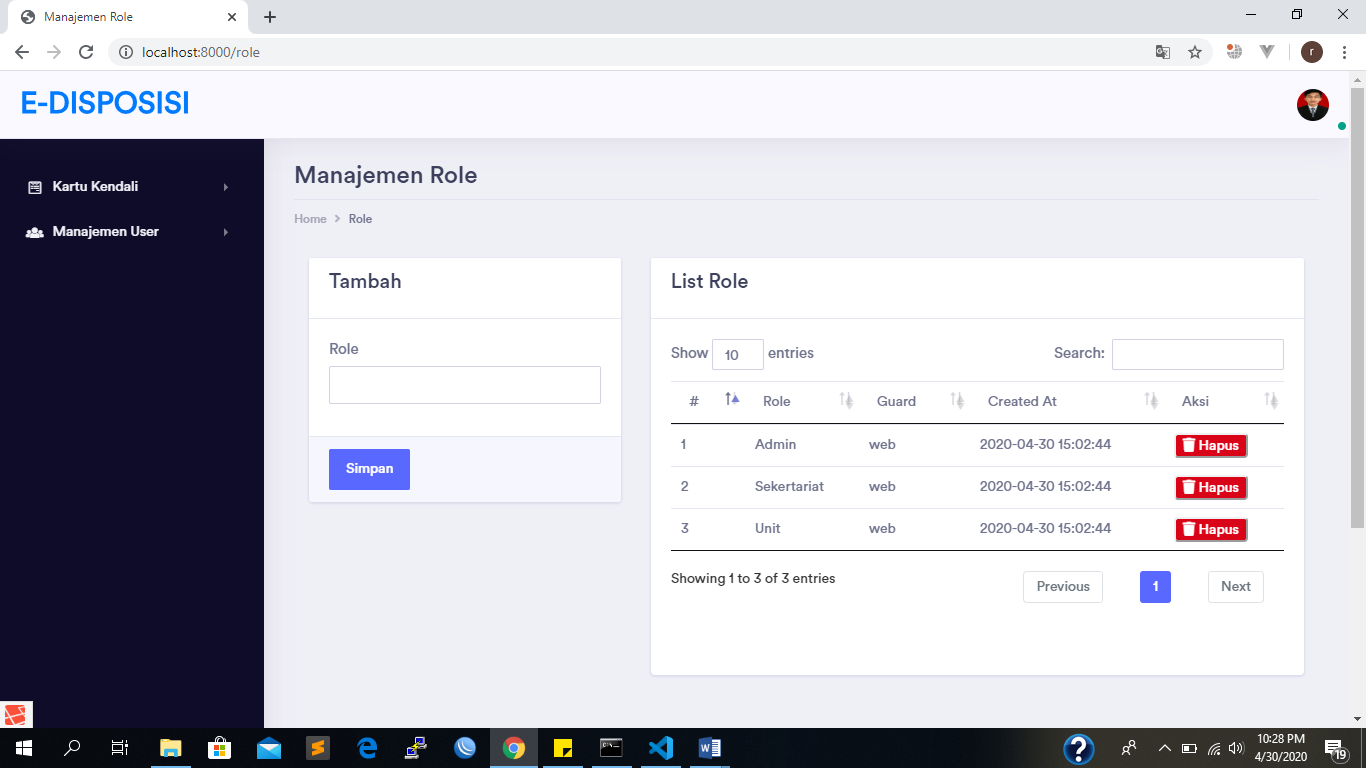 Manajemen Role
localhost:8000/role
r
E-DISPOSISI
Kartu Kendali
Manajemen User
Manajemen Role
Home > Role
Tambah
Role
Simpan
List Role
Show 10 entries
Search:
# Role Guard Created At Aksi
1 Admin web 2020-04-30 15:02:44 Hapus
2 Sekertariat web 2020-04-30 15:02:44 Hapus
3 Unit web 2020-04-30 15:02:44 Hapus
Showing 1 to 3 of 3 entries
Previous 1 Next
10:28 PM
4/30/2020
19